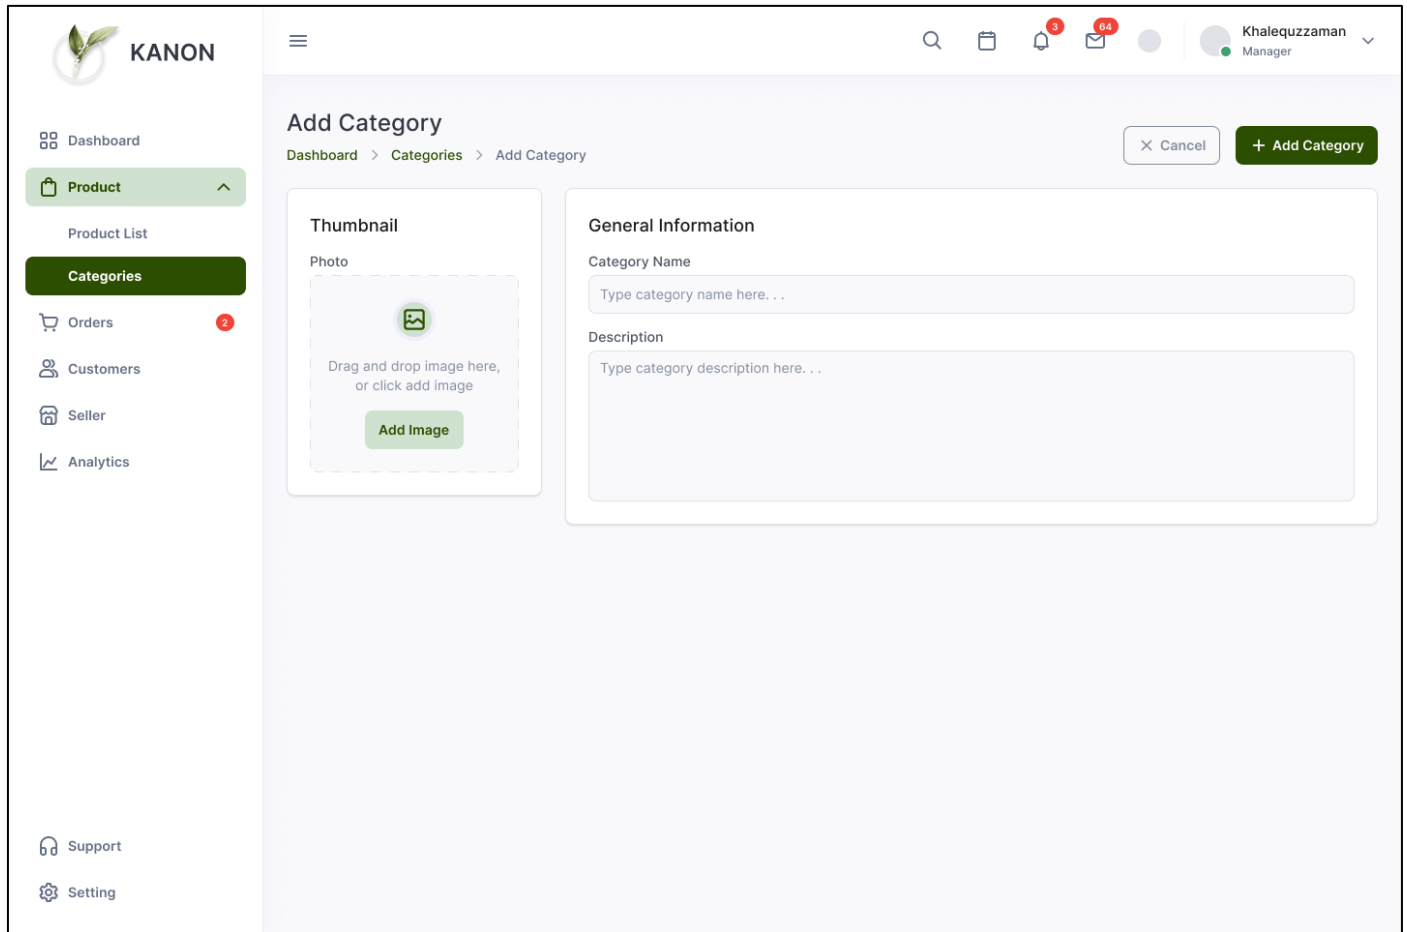 KANON
3
64
Khalequzzaman
Manager
Dashboard
Product
Product List
Categories
Orders
2
Customers
Seller
Analytics
Support
Setting
Add Category
Dashboard > Categories > Add Category
Cancel
+ Add Category
Thumbnail
Photo
Drag and drop image here,
or click add image
Add Image
General Information
Category Name
Type category name here. . .
Description
Type category description here. . .